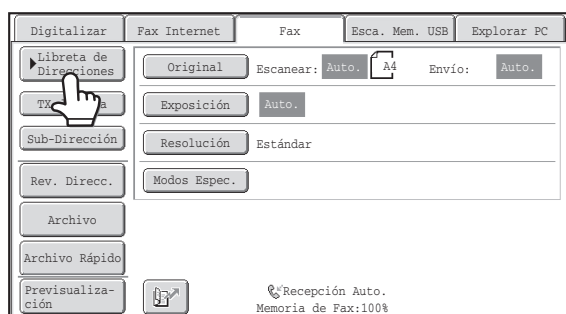 Digitalizar
Fax Internet
Fax
Esca. Mem. USB
Explorar PC
Libreta de
Direcciones
Original
Escanear:
Auto.
A4
Envío:
Auto.
TX
a
Exposición
Auto.
Sub-Dirección
Resolución
Estándar
Rev. Direcc.
Modos Espec.
Archivo
Archivo Rápido
Previsualiza-
ción
Recepción Auto.
Memoria de Fax:100%